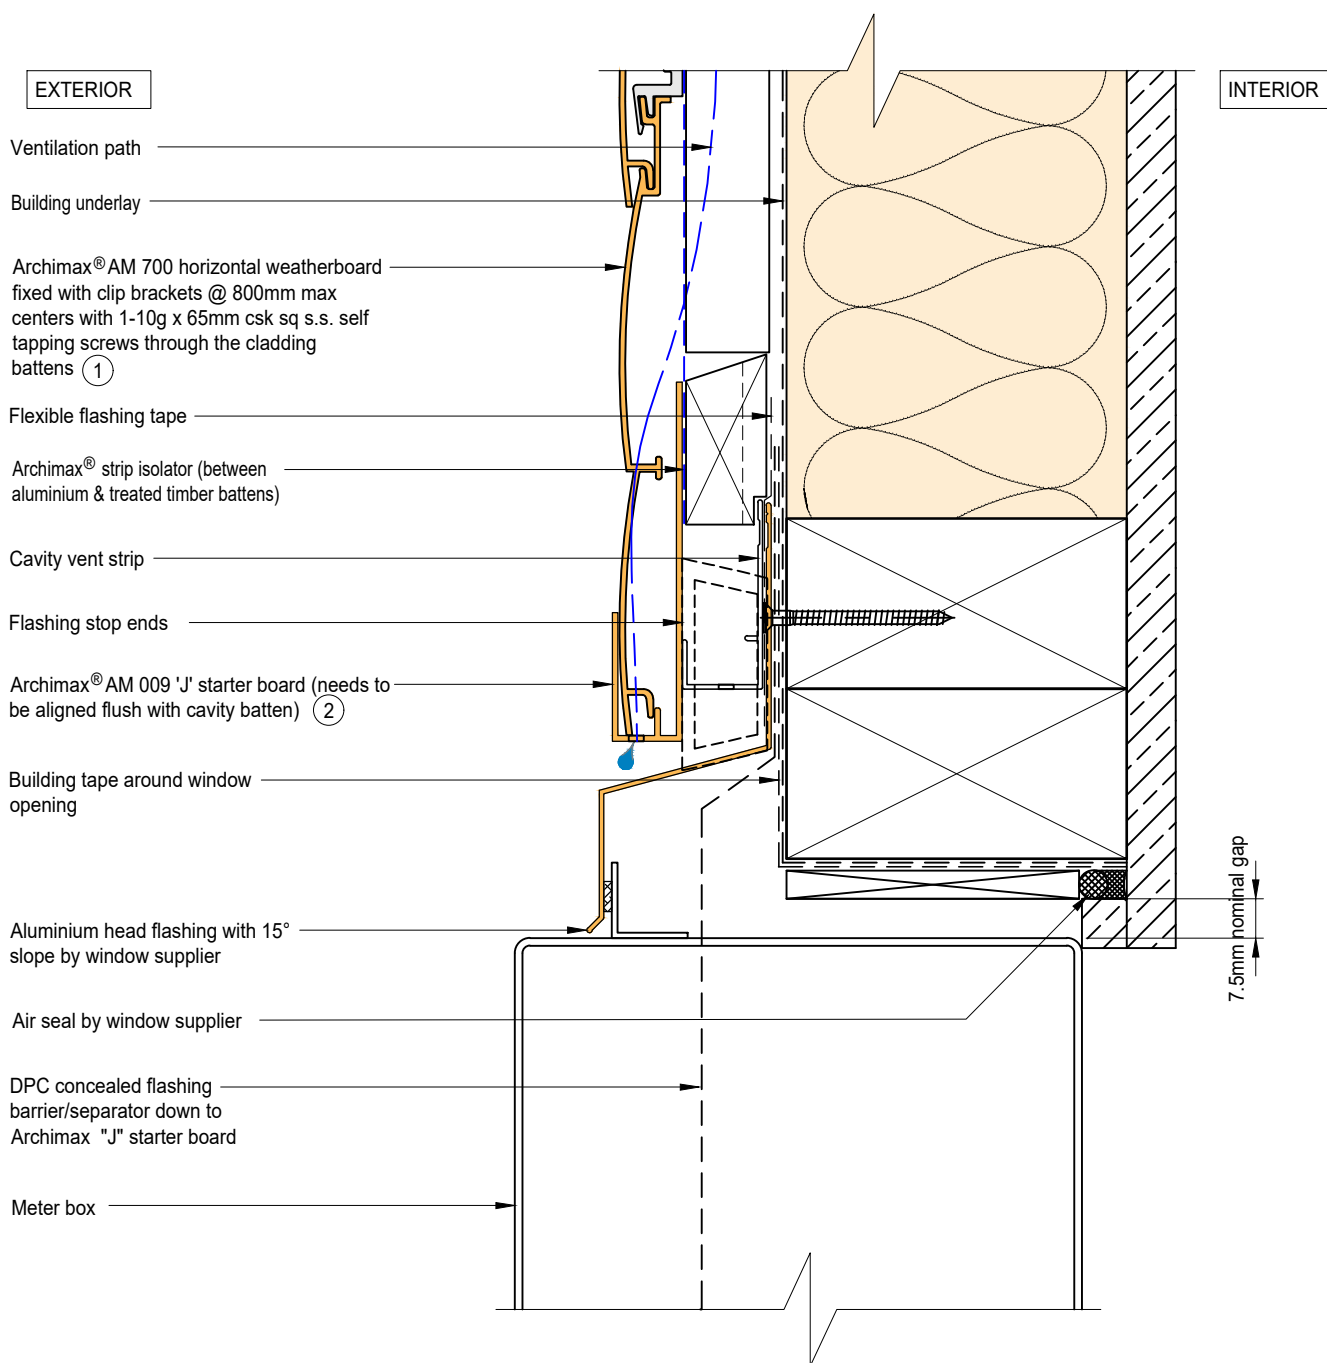 EXTERIOR
INTERIOR
Ventilation path
Building underlay
Archimax® AM 700 horizontal weatherboard
fixed with clip brackets @ 800mm max
centers with 1-10g x 65mm csk sq s.s. self
tapping screws through the cladding
battens 1
Flexible flashing tape
Archimax® strip isolator (between
aluminium & treated timber battens)
Cavity vent strip
Flashing stop ends
Archimax® AM 009 'J' starter board (needs to
be aligned flush with cavity batten) 2
Building tape around window
opening
7.5mm nominal gap
Aluminium head flashing with 15°
slope by window supplier
Air seal by window supplier
DPC concealed flashing
barrier/separator down to
Archimax "J" starter board
Meter box